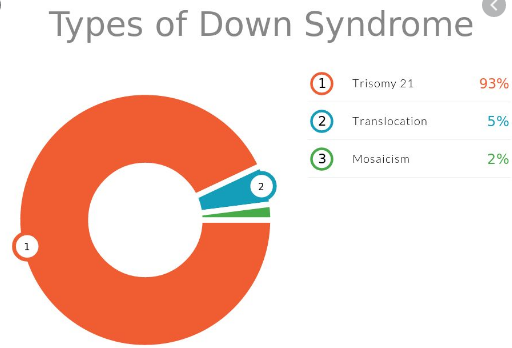 Types of Down Syndrome
1 Trisomy 21 93%
2 Translocation 5%
3 Mosaicism 2%
2
1